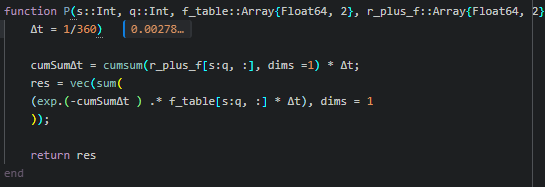 function P(s::Int, q::Int, f_table::Array{Float64, 2}, r_plus_f::Array{Float64, 2}
Δt = 1/360) 0.00278…
cumSumΔt = cumsum(r_plus_f[s:q, :], dims =1) * Δt;
res = vec(sum(
(exp.(-cumSumΔt ) .* f_table[s:q, :] * Δt), dims = 1
));
return res
end